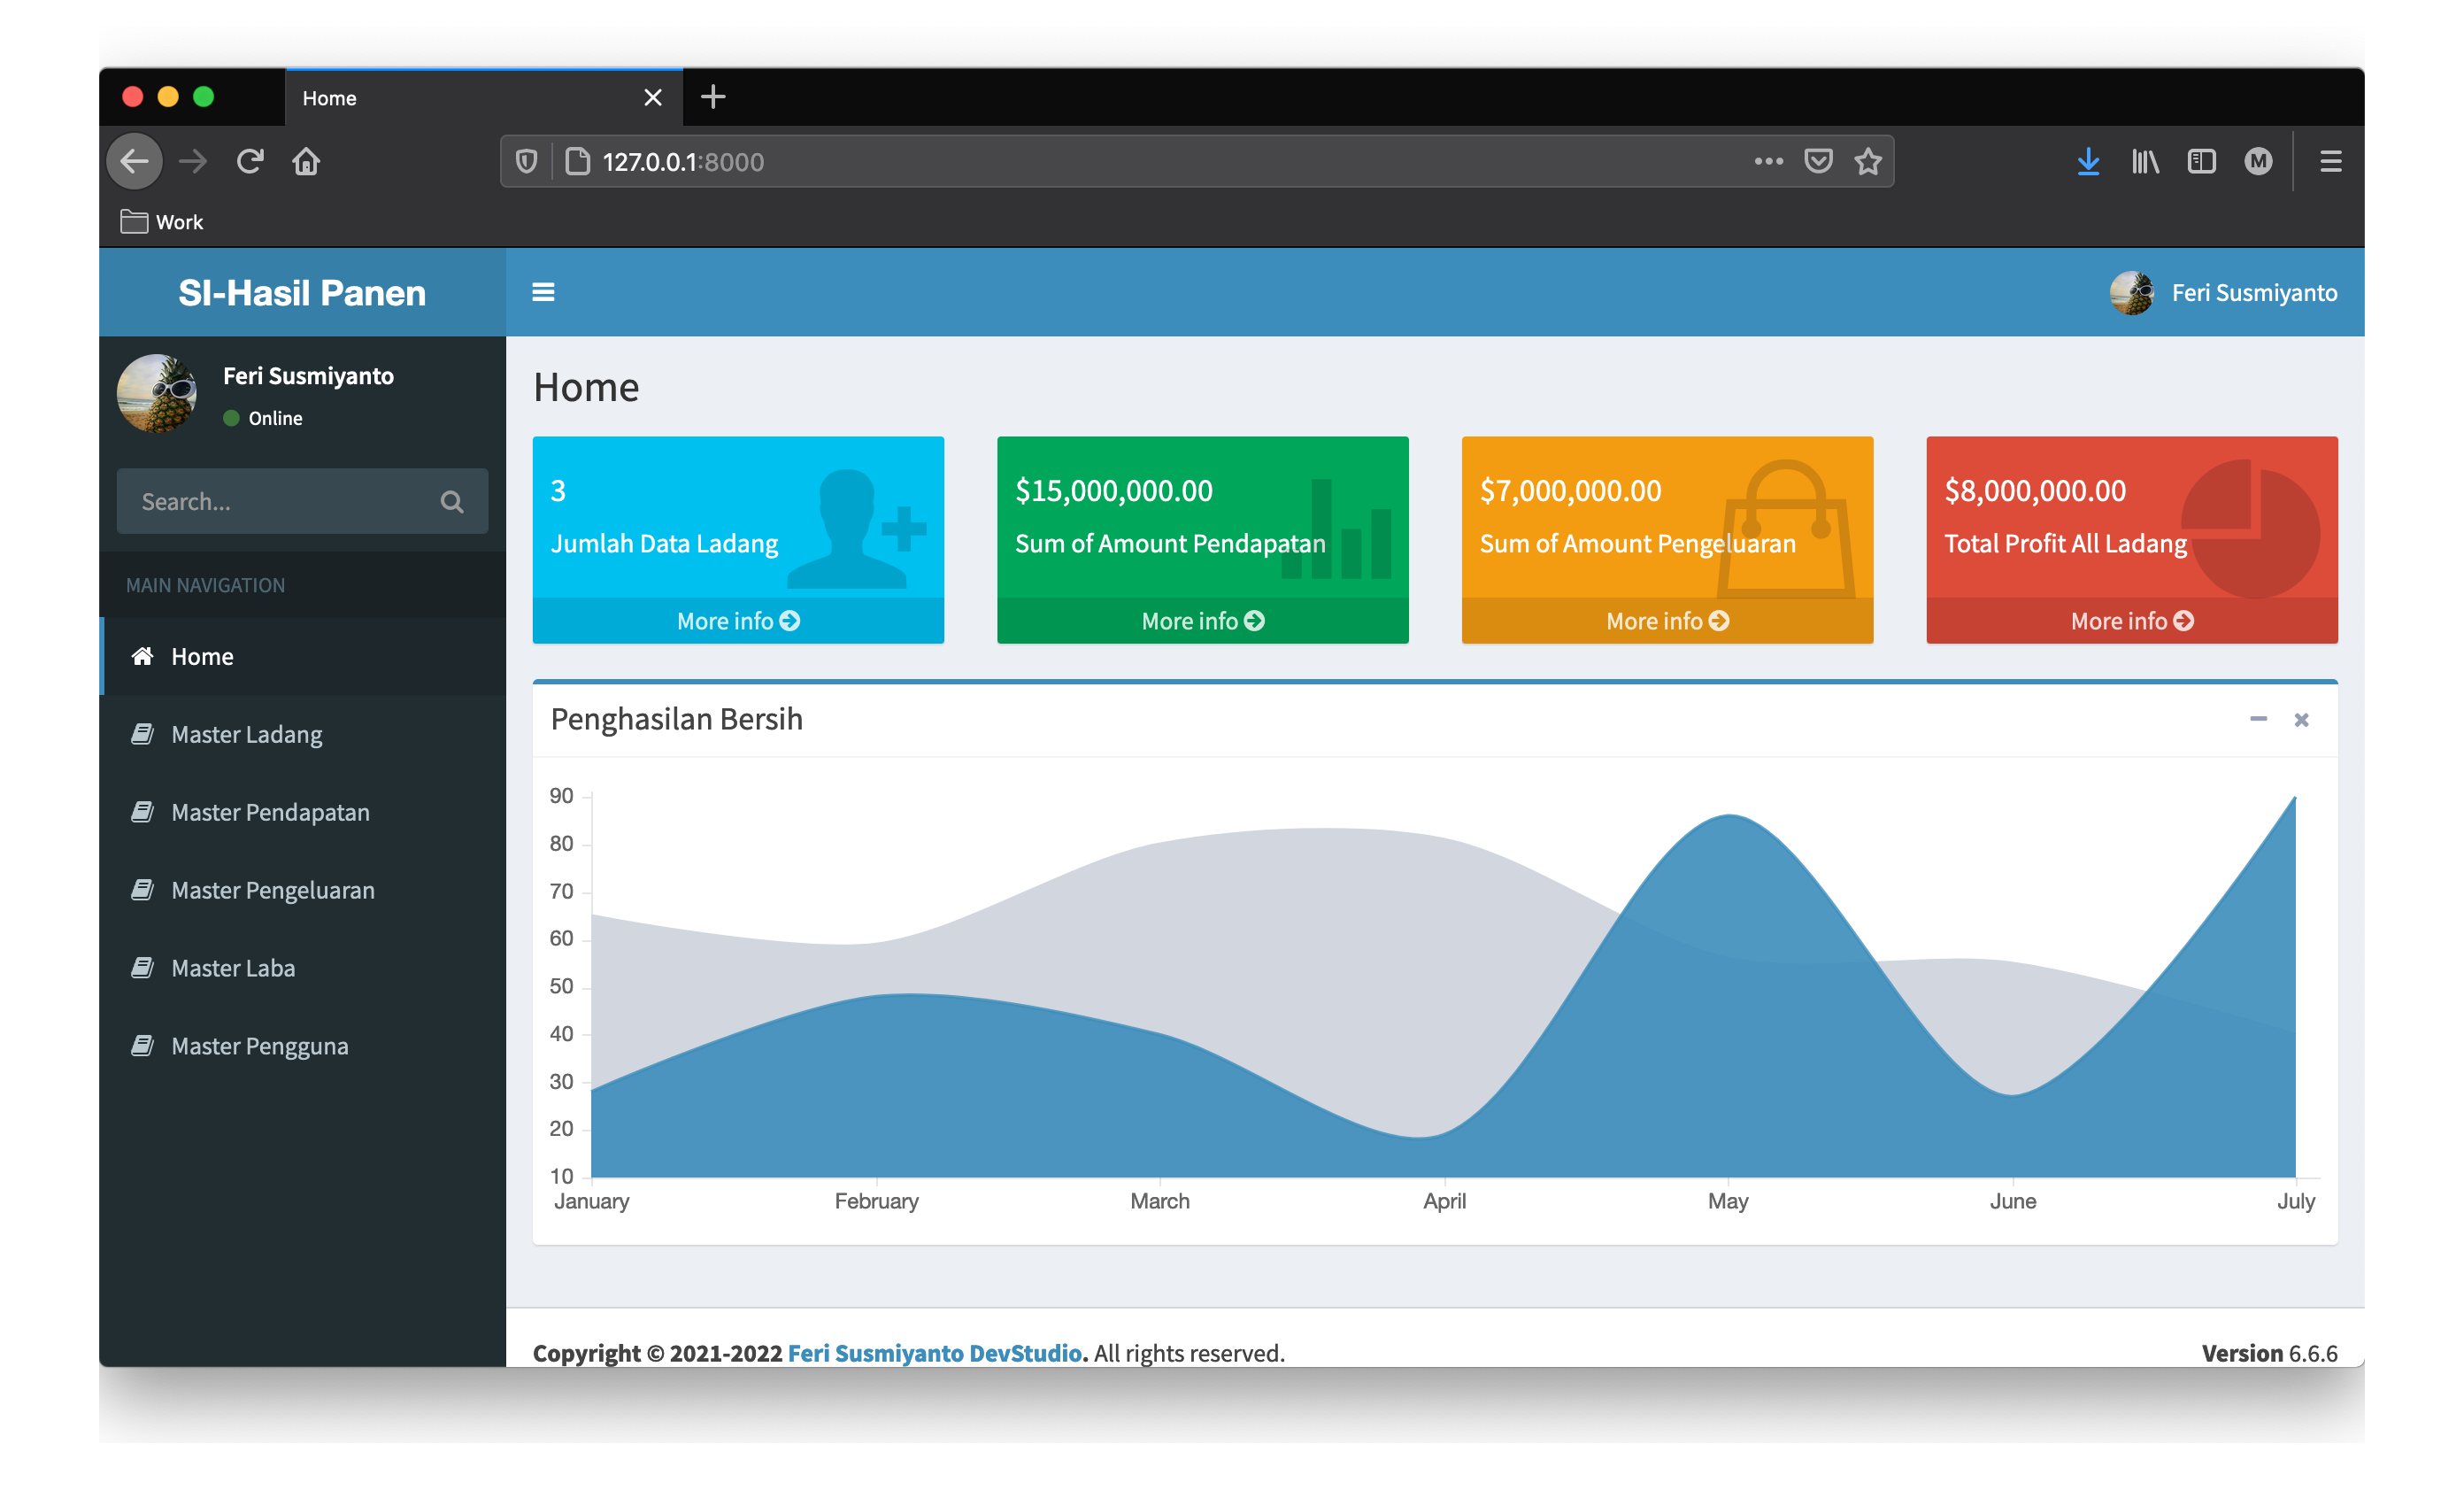 Home
127.0.0.1:8000
M
Work
SI-Hasil Panen
Feri Susmiyanto
Feri Susmiyanto
Online
Search...
MAIN NAVIGATION
Home
Master Ladang
Master Pendapatan
Master Pengeluaran
Master Laba
Master Pengguna
Home
3
Jumlah Data Ladang
More info
$15,000,000.00
Sum of Amount Pendapatan
More info
$7,000,000.00
Sum of Amount Pengeluaran
More info
$8,000,000.00
Total Profit All Ladang
More info
Penghasilan Bersih
90
80
70
60
50
40
30
20
10
January February March April May June July
Copyright © 2021-2022 Feri Susmiyanto DevStudio. All rights reserved.
Version 6.6.6